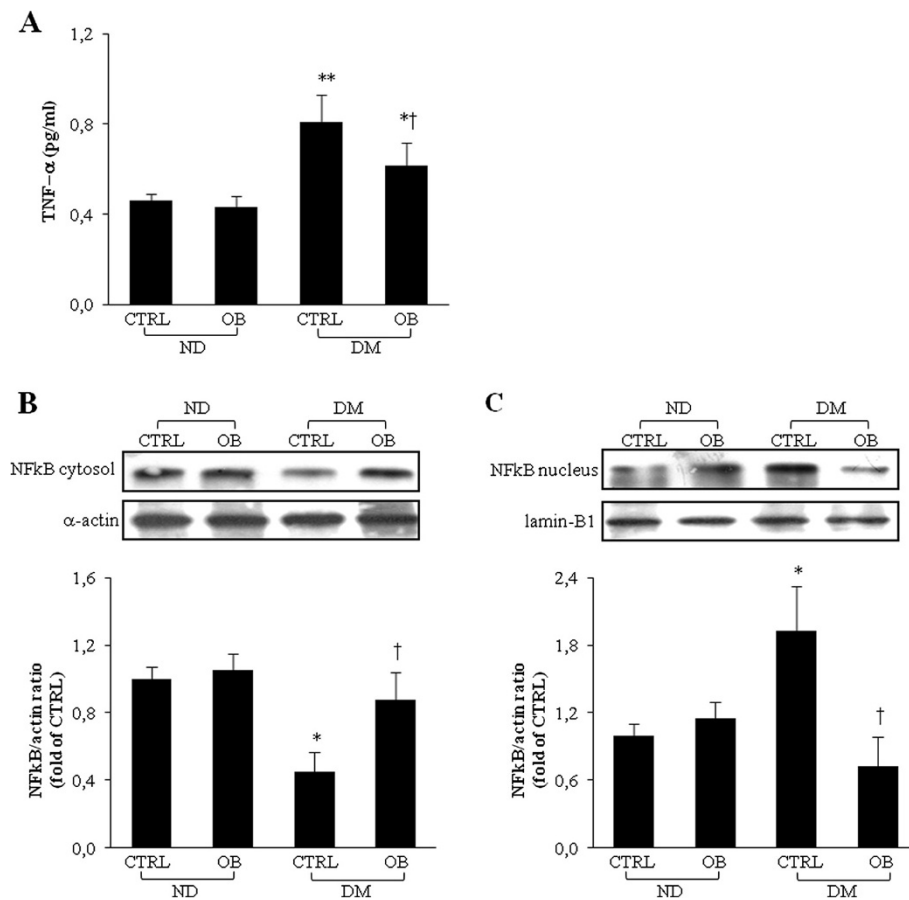 A
1,2
0,8
0,4
0,0
TNF–α (pg/ml)
**
*†
CTRL OB CTRL OB
ND DM
B
ND DM
CTRL OB CTRL OB
NFkB cytosol
α-actin
1,6
1,2
0,8
0,4
0,0
NFkB/actin ratio
(fold of CTRL)
*
†
CTRL OB CTRL OB
ND DM
C
ND DM
CTRL OB CTRL OB
NFkB nucleus
lamin-B1
2,4
1,8
1,2
0,6
0,0
NFkB/actin ratio
(fold of CTRL)
*
†
CTRL OB CTRL OB
ND DM